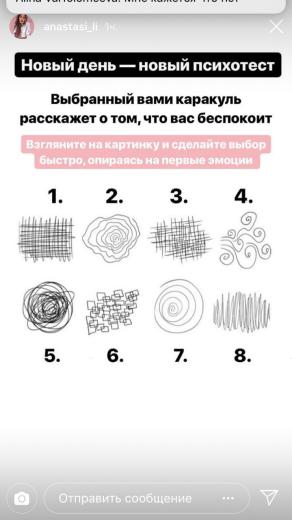 Alina Varfolomeeva: Мне кажется что нет
anastasi_li 1ч.
Новый день — новый психотест
Выбранный вами каракуль
расскажет о том, что вас беспокоит
Взгляните на картинку и сделайте выбор
быстро, опираясь на первые эмоции
1. 2. 3. 4.
5. 6. 7. 8.
Отправить сообщение